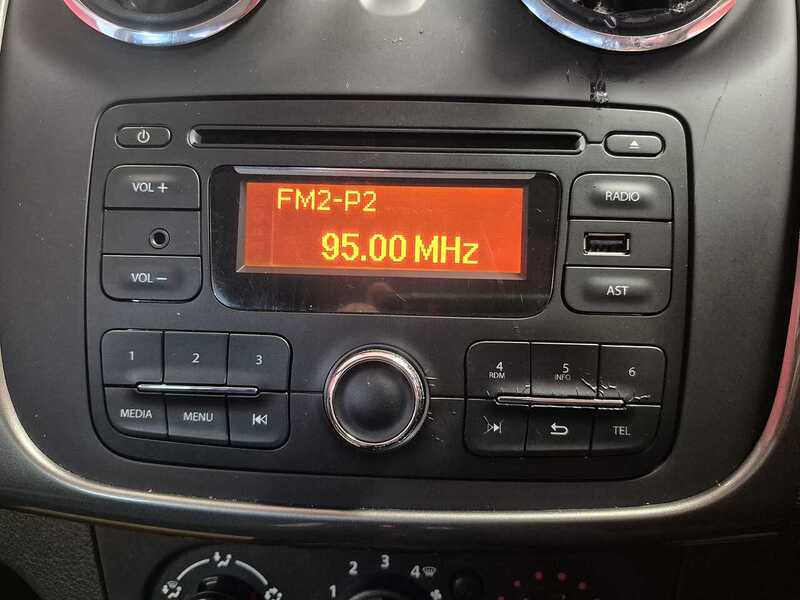 VOL +
FM2-P2
RADIO
95.00 MHz
VOL −
AST
1
2
3
4
RDM
5
INFO
6
MEDIA
MENU
TEL
1
2
3
4